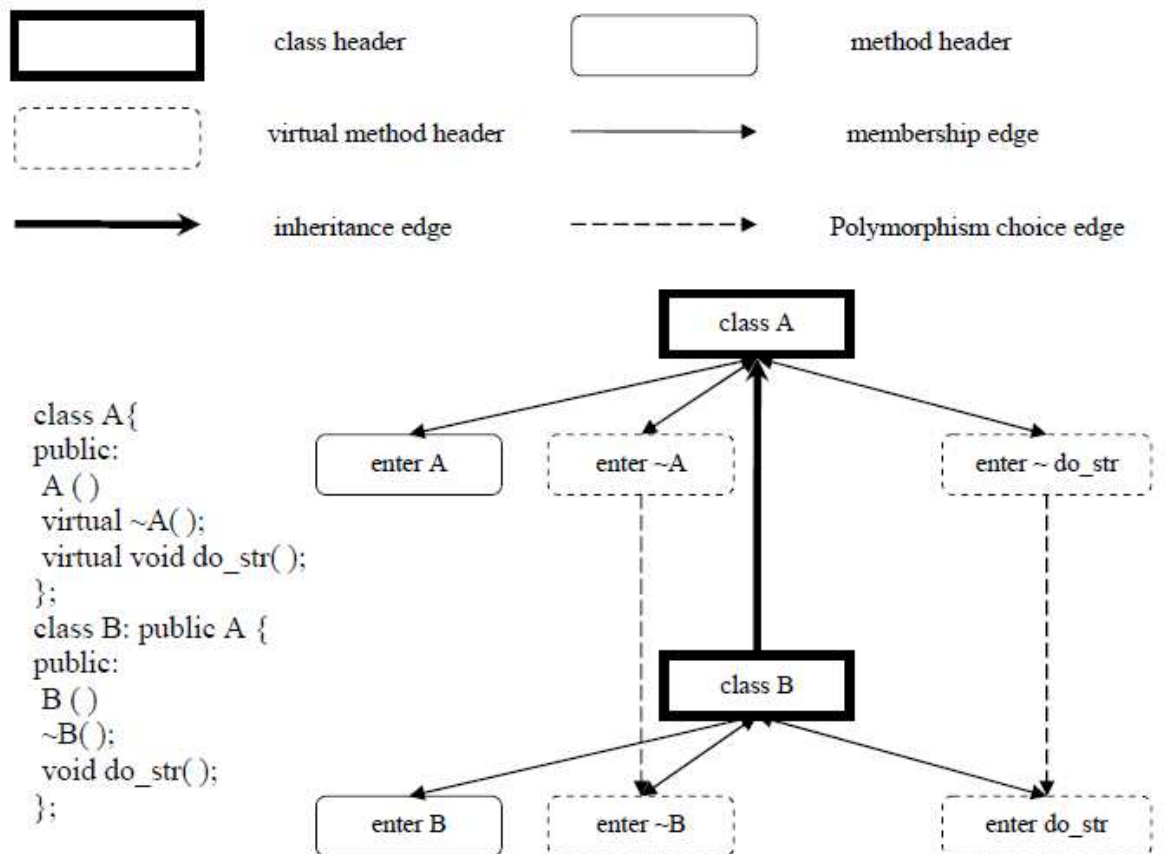 class header
method header
virtual method header
membership edge
inheritance edge
Polymorphism choice edge
class A
class A{
public:
A ( )
virtual ~A( );
virtual void do_str( );
};
class B: public A {
public:
B ( )
~B( );
void do_str( );
};
enter A
enter ~A
enter ~ do_str
class B
enter B
enter ~B
enter do_str